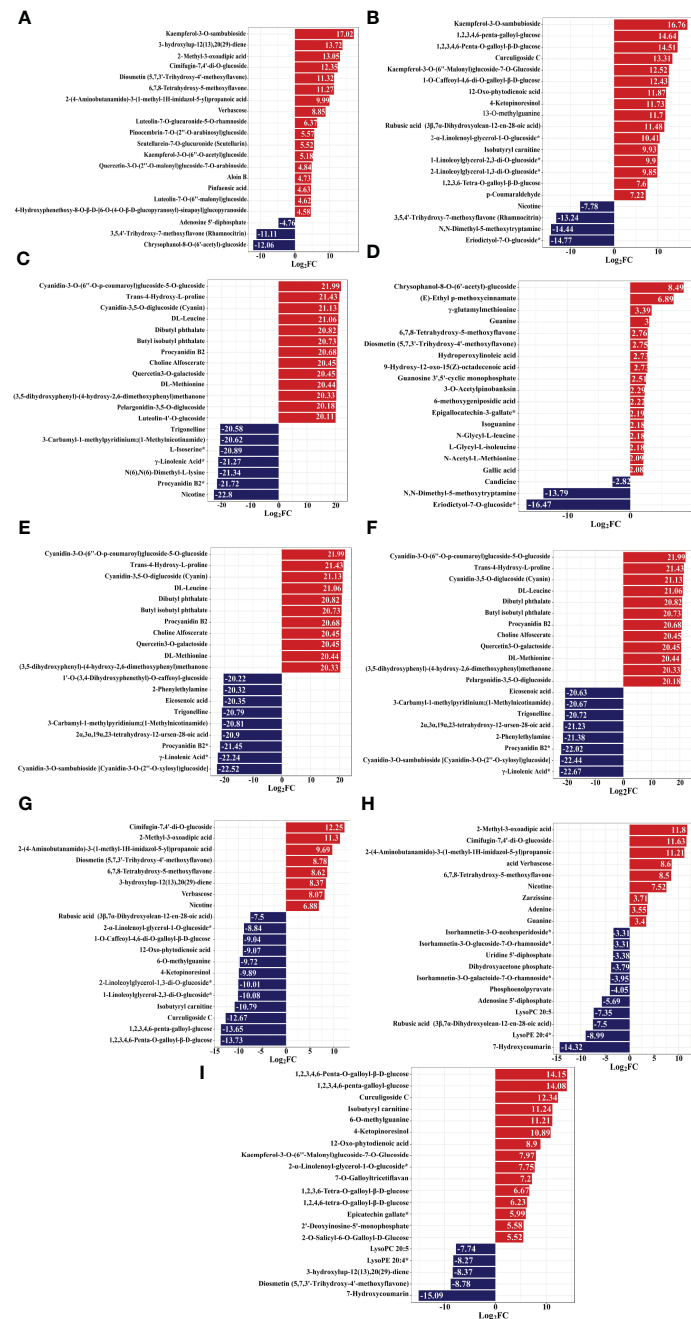 A
Kaempferol-3-O-sambubioside 17.02
3-hydroxylup-12(13),20(29)-diene 13.72
2-Methyl-3-oxoadipic acid 13.05
Cimifugin-7,4'-di-O-glucoside 12.35
Diosmetin (5,7,3'-Trihydroxy-4'-methoxyflavone) 11.32
6,7,8-Tetrahydroxy-5-methoxyflavone 11.27
2-(4-Aminobutanamido)-3-(1-methyl-1H-imidazol-5-yl)propanoic acid 9.99
Verbascose 8.85
Luteolin-7-O-glucuronide-5-O-rhamnoside 6.37
Pinocembrin-7-O-(2''-O-arabinosyl)glucoside 5.57
Scutellarein-7-O-glucuronide (Scutellarin) 5.52
Kaempferol-3-O-(6''-O-acetyl)glucoside 5.18
Quercetin-3-O-(2''-O-malonyl)glucoside-7-O-arabinoside 4.84
Aloin B 4.73
Pinfaensic acid 4.63
Luteolin-7-O-(6''-malonyl)glucoside 4.62
4-Hydroxyphenethoxy-8-O-β-D-[6-O-(4-O-β-D-glucopyranosyl)-sinapoyl]glucopyranoside 4.58
Adenosine 5'-diphosphate -4.76
3,5,4'-Trihydroxy-7-methoxyflavone (Rhamnocitrin) -11.11
Chrysophanol-8-O-(6'-acetyl)-glucoside -12.06
-10 0 10
Log2FC
B
Kaempferol-3-O-sambubioside 16.76
1,2,3,4,6-penta-galloyl-glucose 14.64
1,2,3,4,6-Penta-O-galloyl-β-D-glucose 14.51
Curculigoside C 13.31
Kaempferol-3-O-(6''-Malonyl)glucoside-7-O-Glucoside 12.52
1-O-Caffeoyl-4,6-di-O-galloyl-β-D-glucose 12.43
12-Oxo-phytodienoic acid 11.87
4-Ketopinoresinol 11.73
13-O-methylguanine 11.7
Rubusic acid (3β,7α-Dihydroxyolean-12-en-28-oic acid) 11.48
2-α-Linolenoyl-glycerol-1-O-glucoside* 10.41
Isobutyryl carnitine 9.93
1-Linoleoylglycerol-2,3-di-O-glucoside* 9.9
2-Linoleoylglycerol-1,3-di-O-glucoside* 9.85
1,2,3,6-Tetra-O-galloyl-β-D-glucose 7.6
p-Coumaraldehyde 7.22
Nicotine -7.78
3,5,4'-Trihydroxy-7-methoxyflavone (Rhamnocitrin) -13.24
N,N-Dimethyl-5-methoxytryptamine -14.44
Eriodictyol-7-O-glucoside* -14.77
-10 0 10
Log2FC
C
Cyanidin-3-O-(6''-O-p-coumaroyl)glucoside-5-O-glucoside 21.99
Trans-4-Hydroxy-L-proline 21.43
Cyanidin-3,5-O-diglucoside (Cyanin) 21.13
DL-Leucine 21.06
Dibutyl phthalate 20.82
Butyl isobutyl phthalate 20.73
Procyanidin B2 20.68
Choline Alfoscerate 20.45
Quercetin3-O-galactoside 20.45
DL-Methionine 20.44
(3,5-dihydroxyphenyl)-(4-hydroxy-2,6-dimethoxyphenyl)methanone 20.33
Pelargonidin-3,5-O-diglucoside 20.18
Luteolin-4'-O-glucoside 20.11
Trigonelline -20.58
3-Carbamyl-1-methylpyridinium;(1-Methylnicotinamide) -20.62
L-Isoserine* -20.89
γ-Linolenic Acid* -21.27
N(6),N(6)-Dimethyl-L-lysine -21.34
Procyanidin B2* -21.72
Nicotine -22.8
-20 -10 0 10 20
Log2FC
D
Chrysophanol-8-O-(6'-acetyl)-glucoside 8.49
(E)-Ethyl p-methoxycinnamate 6.89
γ-glutamylmethionine 3.39
Guanine 3
6,7,8-Tetrahydroxy-5-methoxyflavone 2.76
Diosmetin (5,7,3'-Trihydroxy-4'-methoxyflavone) 2.75
Hydroperoxylinoleic acid 2.73
9-Hydroxy-12-oxo-15(Z)-octadecenoic acid 2.73
Guanosine 3',5'-cyclic monophosphate 2.51
3-O-Acetylpinobanksin 2.29
6-methoxygeniposidic acid 2.22
Epigallocatechin-3-gallate* 2.19
Isoguanine 2.18
N-Glycyl-L-leucine 2.18
L-Glycyl-L-isoleucine 2.18
N-Acetyl-L-Methionine 2.09
Gallic acid 2.08
Candicine -2.82
N,N-Dimethyl-5-methoxytryptamine -13.79
Eriodictyol-7-O-glucoside* -16.47
-10 0
Log2FC
E
Cyanidin-3-O-(6''-O-p-coumaroyl)glucoside-5-O-glucoside 21.99
Trans-4-Hydroxy-L-proline 21.43
Cyanidin-3,5-O-diglucoside (Cyanin) 21.13
DL-Leucine 21.06
Dibutyl phthalate 20.82
Butyl isobutyl phthalate 20.73
Procyanidin B2 20.68
Choline Alfoscerate 20.45
Quercetin3-O-galactoside 20.45
DL-Methionine 20.44
(3,5-dihydroxyphenyl)-(4-hydroxy-2,6-dimethoxyphenyl)methanone 20.33
1'-O-(3,4-Dihydroxyphenethyl)-O-caffeoyl-glucoside -20.22
2-Phenylethylamine -20.32
Eicosenoic acid -20.35
Trigonelline -20.79
3-Carbamyl-1-methylpyridinium;(1-Methylnicotinamide) -20.81
2α,3α,19α,23-tetrahydroxy-12-ursen-28-oic acid -20.9
Procyanidin B2* -21.45
γ-Linolenic Acid* -22.24
Cyanidin-3-O-sambubioside [Cyanidin-3-O-(2''-O-xylosyl)glucoside] -22.52
-20 -10 0 10 20
Log2FC
F
Cyanidin-3-O-(6''-O-p-coumaroyl)glucoside-5-O-glucoside 21.99
Trans-4-Hydroxy-L-proline 21.43
Cyanidin-3,5-O-diglucoside (Cyanin) 21.13
DL-Leucine 21.06
Dibutyl phthalate 20.82
Butyl isobutyl phthalate 20.73
Procyanidin B2 20.68
Choline Alfoscerate 20.45
Quercetin3-O-galactoside 20.45
DL-Methionine 20.44
(3,5-dihydroxyphenyl)-(4-hydroxy-2,6-dimethoxyphenyl)methanone 20.33
Pelargonidin-3,5-O-diglucoside 20.18
Eicosenoic acid -20.63
3-Carbamyl-1-methylpyridinium;(1-Methylnicotinamide) -20.67
Trigonelline -20.72
2α,3α,19α,23-tetrahydroxy-12-ursen-28-oic acid -21.23
2-Phenylethylamine -21.38
Procyanidin B2* -22.02
Cyanidin-3-O-sambubioside [Cyanidin-3-O-(2''-O-xylosyl)glucoside] -22.44
γ-Linolenic Acid* -22.67
-20 -10 0 10 20
Log2FC
G
Cimifugin-7,4'-di-O-glucoside 12.25
2-Methyl-3-oxoadipic acid 11.3
2-(4-Aminobutanamido)-3-(1-methyl-1H-imidazol-5-yl)propanoic acid 9.69
Diosmetin (5,7,3'-Trihydroxy-4'-methoxyflavone) 8.78
6,7,8-Tetrahydroxy-5-methoxyflavone 8.62
3-hydroxylup-12(13),20(29)-diene 8.37
Verbascose 8.07
Nicotine 6.88
Rubusic acid (3β,7α-Dihydroxyolean-12-en-28-oic acid) -7.5
2-α-Linolenoyl-glycerol-1-O-glucoside* -8.84
1-O-Caffeoyl-4,6-di-O-galloyl-β-D-glucose -9.04
12-Oxo-phytodienoic acid -9.07
6-O-methylguanine -9.72
4-Ketopinoresinol -9.89
2-Linoleoylglycerol-1,3-di-O-glucoside* -10.01
1-Linoleoylglycerol-2,3-di-O-glucoside* -10.08
Isobutyryl carnitine -10.79
Curculigoside C -12.67
1,2,3,4,6-penta-galloyl-glucose -13.65
1,2,3,4,6-Penta-O-galloyl-β-D-glucose -13.73
-15 -10 -5 0 5 10
Log2FC
H
2-Methyl-3-oxoadipic acid 11.8
Cimifugin-7,4'-di-O-glucoside 11.63
2-(4-Aminobutanamido)-3-(1-methyl-1H-imidazol-5-yl)propanoic 11.21
acid Verbascose 8.6
6,7,8-Tetrahydroxy-5-methoxyflavone 8.5
Nicotine 7.52
Zarzissine 3.71
Adenine 3.55
Guanine 3.4
Isorhamnetin-3-O-neohesperidoside* -3.31
Isorhamnetin-3-O-glucoside-7-O-rhamnoside* -3.31
Uridine 5'-diphosphate -3.38
Dihydroxyacetone phosphate -3.79
Isorhamnetin-3-O-galactoide-7-O-rhamnoside* -3.95
Phosphoenolpyruvate -4.05
Adenosine 5'-diphosphate -5.69
LysoPC 20:5 -7.35
Rubusic acid (3β,7α-Dihydroxyolean-12-en-28-oic acid) -7.5
LysoPE 20:4* -8.99
7-Hydroxycoumarin -14.32
-15 -10 -5 0 5 10
Log2FC
I
1,2,3,4,6-Penta-O-galloyl-β-D-glucose 14.15
1,2,3,4,6-penta-galloyl-glucose 14.08
Curculigoside C 12.34
Isobutyryl carnitine 11.24
6-O-methylguanine 11.21
4-Ketopinoresinol 10.89
12-Oxo-phytodienoic acid 8.9
Kaempferol-3-O-(6''-Malonyl)glucoside-7-O-Glucoside 7.97
2-α-Linolenoyl-glycerol-1-O-glucoside* 7.75
7-O-Galloyltricetiflavan 7.2
1,2,3,6-Tetra-O-galloyl-β-D-glucose 6.67
1,2,4,6-tetra-O-galloyl-β-D-glucose 6.23
Epicatechin gallate* 5.99
2'-Deoxyinosine-5'-monophosphate 5.58
2-O-Salicyl-6-O-Galloyl-D-Glucose 5.52
LysoPC 20:5 -7.74
LysoPE 20:4* -8.27
3-hydroxylup-12(13),20(29)-diene -8.37
Diosmetin (5,7,3'-Trihydroxy-4'-methoxyflavone) -8.78
7-Hydroxycoumarin -15.09
-10 0 10
Log2FC